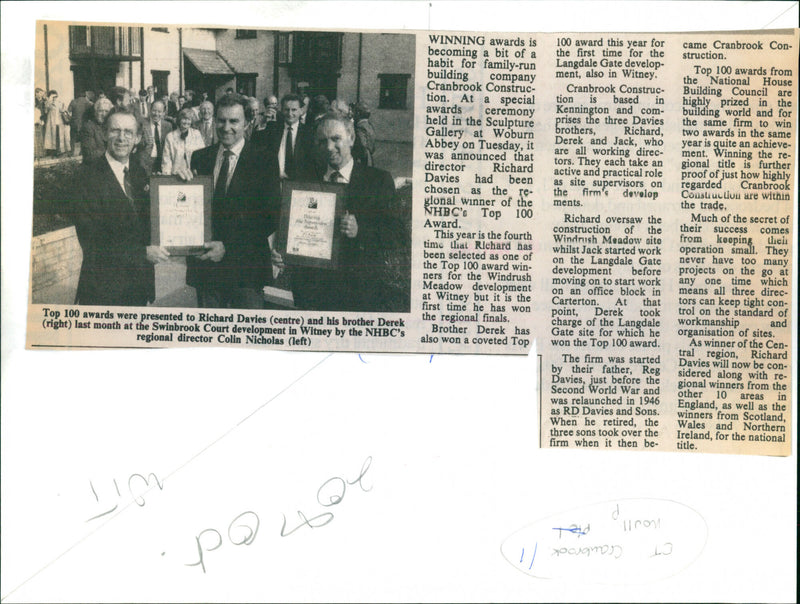 WINNING awards is
becoming a bit of a
habit for family-run
building company
Cranbrook Construc-
tion. At a special
awards ceremony
held in the Sculpture
Gallery at Woburn
Abbey on Tuesday, it
was announced that
director Richard
Davies had been
chosen as the re-
gional winner of the
NHBC's Top 100
Award.
This year is the fourth
time that Richard has
been selected as one of
the Top 100 award win-
ners for the Windrush
Meadow development
at Witney but it is the
first time he has won
the regional finals.
Brother Derek has
also won a coveted Top
100 award this year for
the first time for the
Langdale Gate develop-
ment, also in Witney.
Cranbrook Construc-
tion is based in
Kennington and com-
prises the three Davies
brothers, Richard,
Derek and Jack, who
are all working direc-
tors. They each take an
active and practical role
as site supervisors on
the firm's develop
ments.
Richard oversaw the
construction of the
Windrush Meadow site
whilst Jack started work
on the Langdale Gate
development before
moving on to start work
on an office block in
Carterton. At that
point, Derek took
charge of the Langdale
Gate site for which he
won the Top 100 award.
The firm was started
by their father, Reg
Davies, just before the
Second World War and
was relaunched in 1946
as RD Davies and Sons.
When he retired, the
three sons took over the
firm when it then be-
came Cranbrook Con-
struction.
Top 100 awards from
the National House
Building Council are
highly prized in the
building world and for
the same firm to win
two awards in the same
year is quite an achieve-
ment. Winning the re-
gional title is further
proof of just how highly
regarded Cranbrook
Construction are within
the trade.
Much of the secret of
their success comes
from keeping their
operation small. They
never have too many
projects on the go at
any one time which
means all three direc-
tors can keep tight con-
trol on the standard of
workmanship and
organisation of sites.
As winner of the Cen-
tral region, Richard
Davies will now be con-
sidered along with re-
gional winners from the
other 10 areas in
England, as well as the
winners from Scotland,
Wales and Northern
Ireland, for the national
title.
Top 100 awards were presented to Richard Davies (centre) and his brother Derek
(right) last month at the Swinbrook Court development in Witney by the NHBC's
regional director Colin Nicholas (left)
WIT
CT
Cranbrook